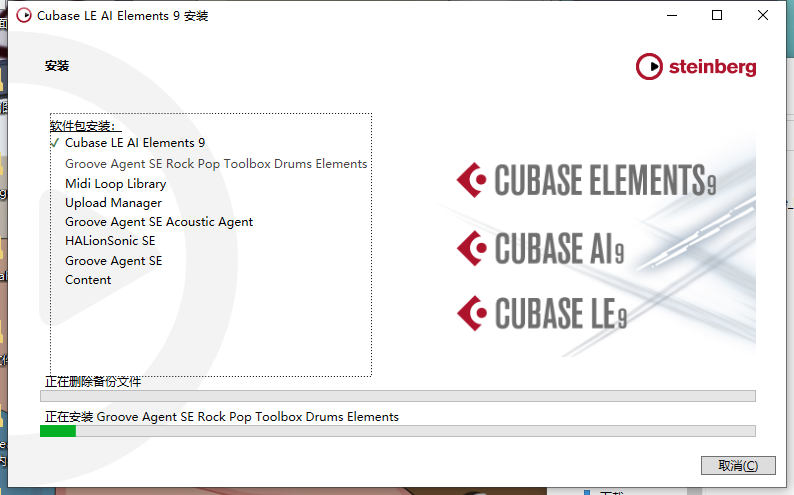 Cubase LE AI Elements 9 安装
安装
steinberg
软件包安装：
Cubase LE AI Elements 9
Groove Agent SE Rock Pop Toolbox Drums Elements
Midi Loop Library
Upload Manager
Groove Agent SE Acoustic Agent
HALionSonic SE
Groove Agent SE
Content
CUBASE ELEMENTS 9
CUBASE AI 9
CUBASE LE 9
正在删除备份文件
正在安装 Groove Agent SE Rock Pop Toolbox Drums Elements
取消(C)